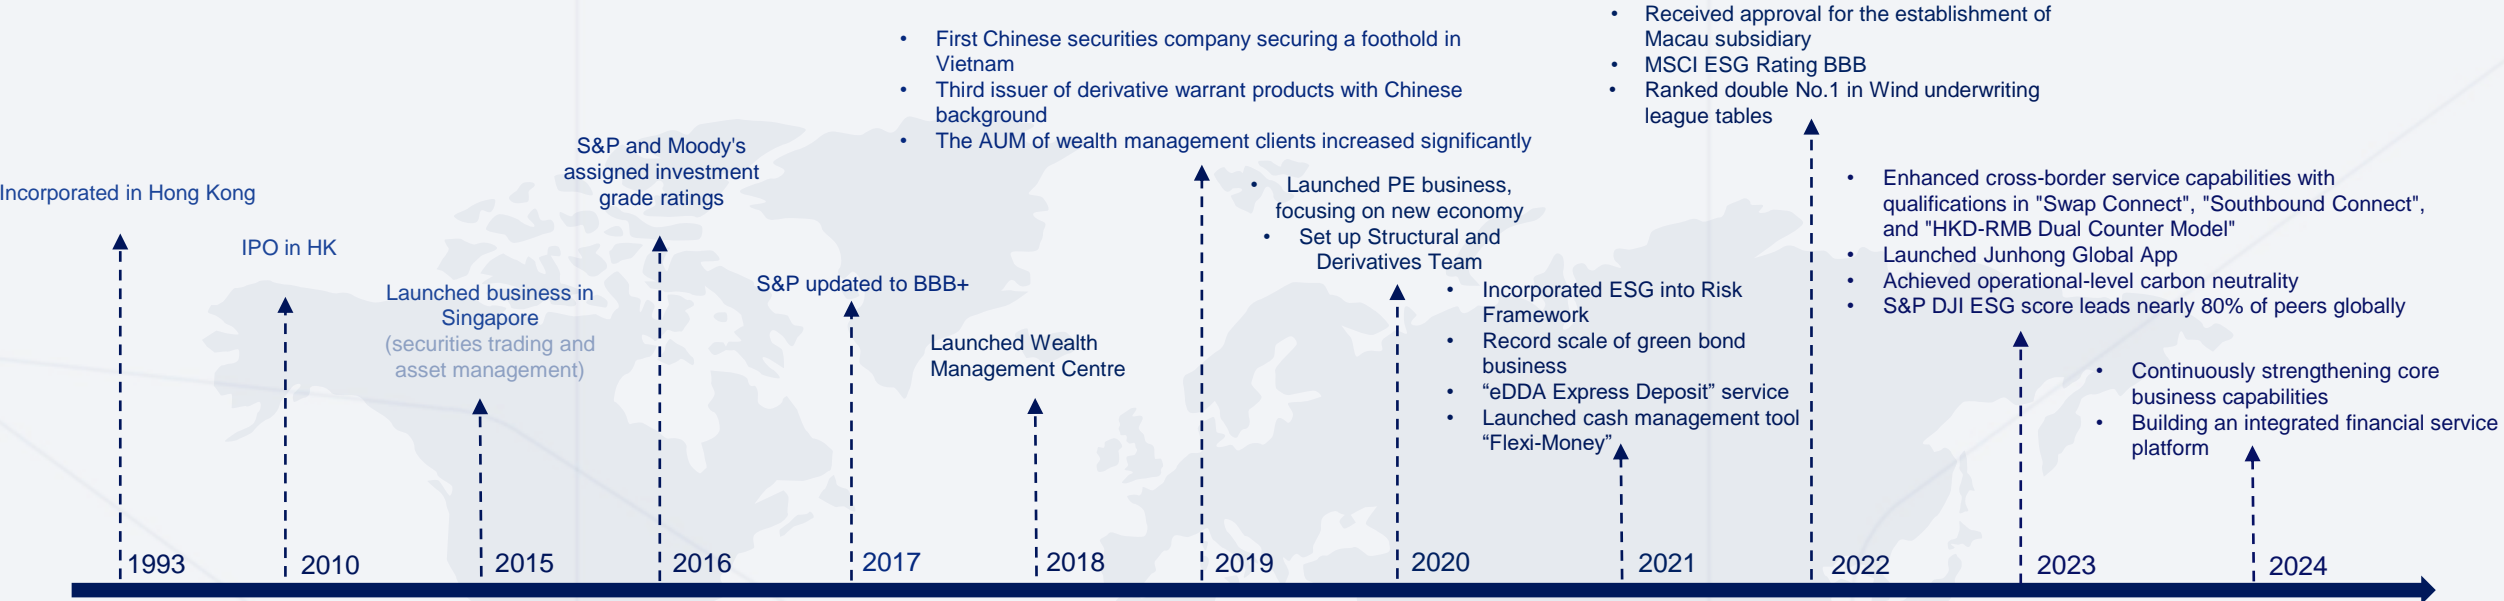 Incorporated in Hong Kong
IPO in HK
Launched business in
Singapore
(securities trading and
asset management)
S&P and Moody's
assigned investment
grade ratings
S&P updated to BBB+
Launched Wealth
Management Centre
• First Chinese securities company securing a foothold in
Vietnam
• Third issuer of derivative warrant products with Chinese
background
• The AUM of wealth management clients increased significantly
• Launched PE business,
focusing on new economy
• Set up Structural and
Derivatives Team
• Incorporated ESG into Risk
Framework
• Record scale of green bond
business
• “eDDA Express Deposit” service
• Launched cash management tool
“Flexi-Money”
• Received approval for the establishment of
Macau subsidiary
• MSCI ESG Rating BBB
• Ranked double No.1 in Wind underwriting
league tables
• Enhanced cross-border service capabilities with
qualifications in "Swap Connect", "Southbound Connect",
and "HKD-RMB Dual Counter Model"
• Launched Junhong Global App
• Achieved operational-level carbon neutrality
• S&P DJI ESG score leads nearly 80% of peers globally
• Continuously strengthening core
business capabilities
• Building an integrated financial service
platform
1993
2010
2015
2016
2017
2018
2019
2020
2021
2022
2023
2024